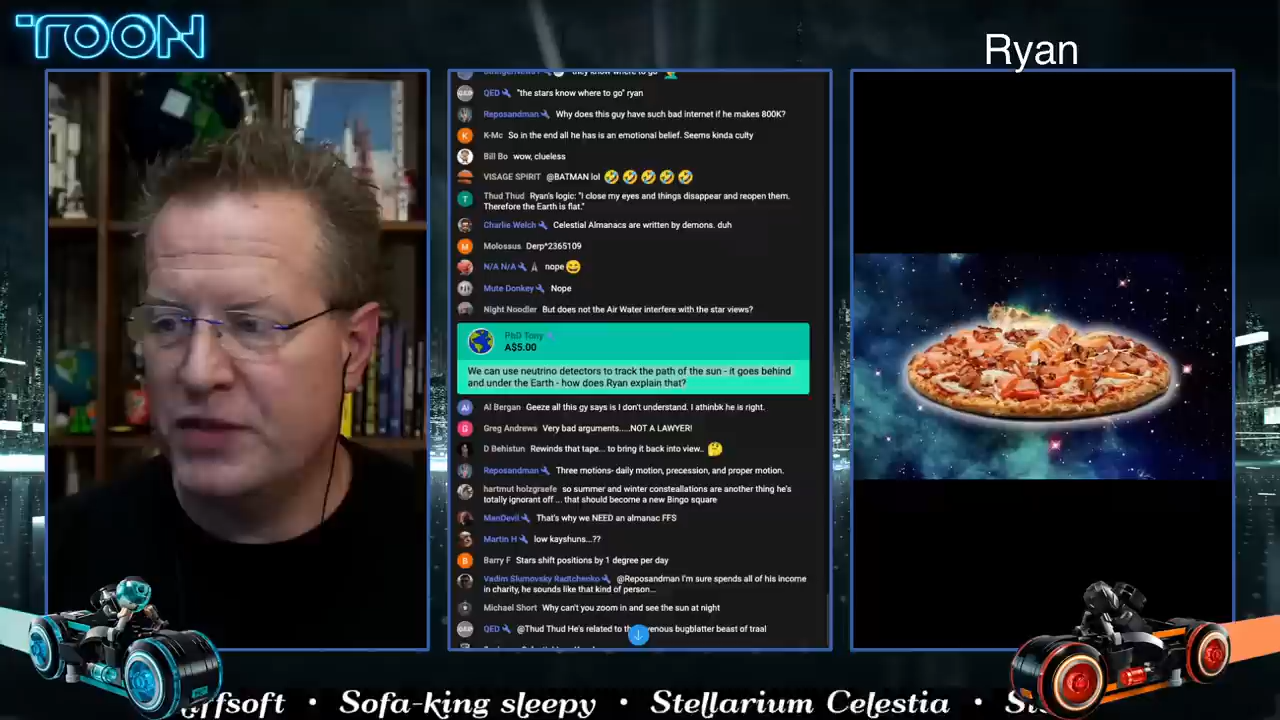 TOON
Ryan
they know where to go
QED "the stars know where to go" ryan
Reposandman Why does this guy have such bad internet if he makes 800K?
K-Mc So in the end all he has is an emotional belief. Seems kinda culty
Bill Bo wow, clueless
VISAGE SPIRIT @BATMAN lol 🤣🤣🤣🤣🤣
Thud Thud Ryan's logic: "I close my eyes and things disappear and reopen them.
Therefore the Earth is flat."
Charlie Welch Celestial Almanacs are written by demons. duh
Molossus Derp^2365109
N/A N/A nope😄
Mute Donkey Nope
Night Noodler But does not the Air Water interfere with the star views?
PhD Tony
A$5.00
We can use neutrino detectors to track the path of the sun - it goes behind
and under the Earth - how does Ryan explain that?
Al Bergan Geeze all this gy says is I don't understand. I athinbk he is right.
Greg Andrews Very bad arguments.....NOT A LAWYER!
D Behistun Rewinds that tape... to bring it back into view.. 🤔
Reposandman Three motions- daily motion, precession, and proper motion.
hartmut holzgraefe so summer and winter consteallations are another thing he's
totally ignorant off ... that should become a new Bingo square
ManDevil That's why we NEED an almanac FFS
Martin H low kayshuns...??
Barry F Stars shift positions by 1 degree per day
Vadim Slumovsky Radtchenko @Reposandman I'm sure spends all of his income
in charity, he sounds like that kind of person...
Michael Short Why can't you zoom in and see the sun at night
QED @Thud Thud He's related to the venous bugblatter beast of traal
ffsoft • Sofa-king sleepy • Stellarium Celestia •